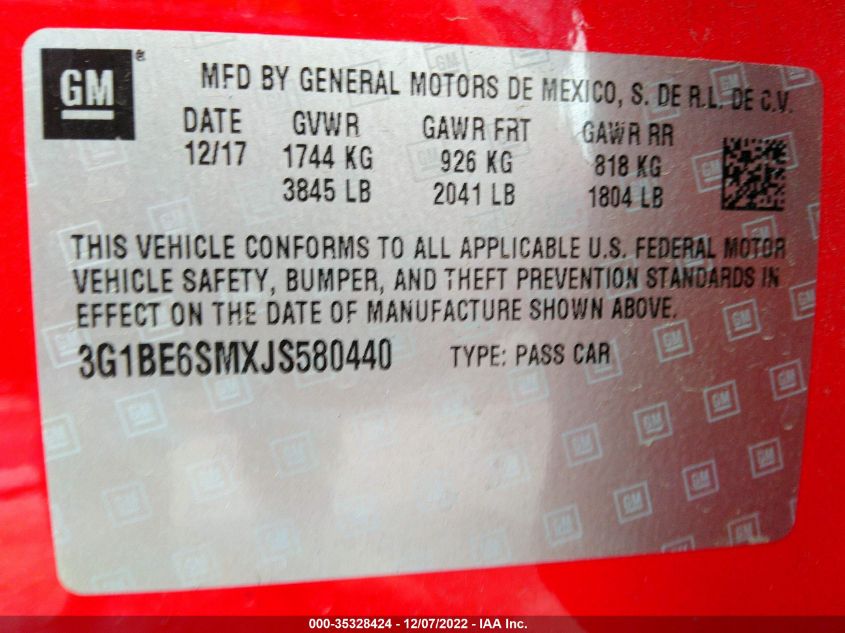 GM®
MFD BY GENERAL MOTORS DE MEXICO, S. DE R.L. DE C.V.
DATE GVWR GAWR FRT GAWR RR
12/17 1744 KG 926 KG 818 KG
3845 LB 2041 LB 1804 LB
THIS VEHICLE CONFORMS TO ALL APPLICABLE U.S. FEDERAL MOTOR
VEHICLE SAFETY, BUMPER, AND THEFT PREVENTION STANDARDS IN
EFFECT ON THE DATE OF MANUFACTURE SHOWN ABOVE.
3G1BE6SMXJS580440 TYPE: PASS CAR
000-35328424 - 12/07/2022 - IAA Inc.